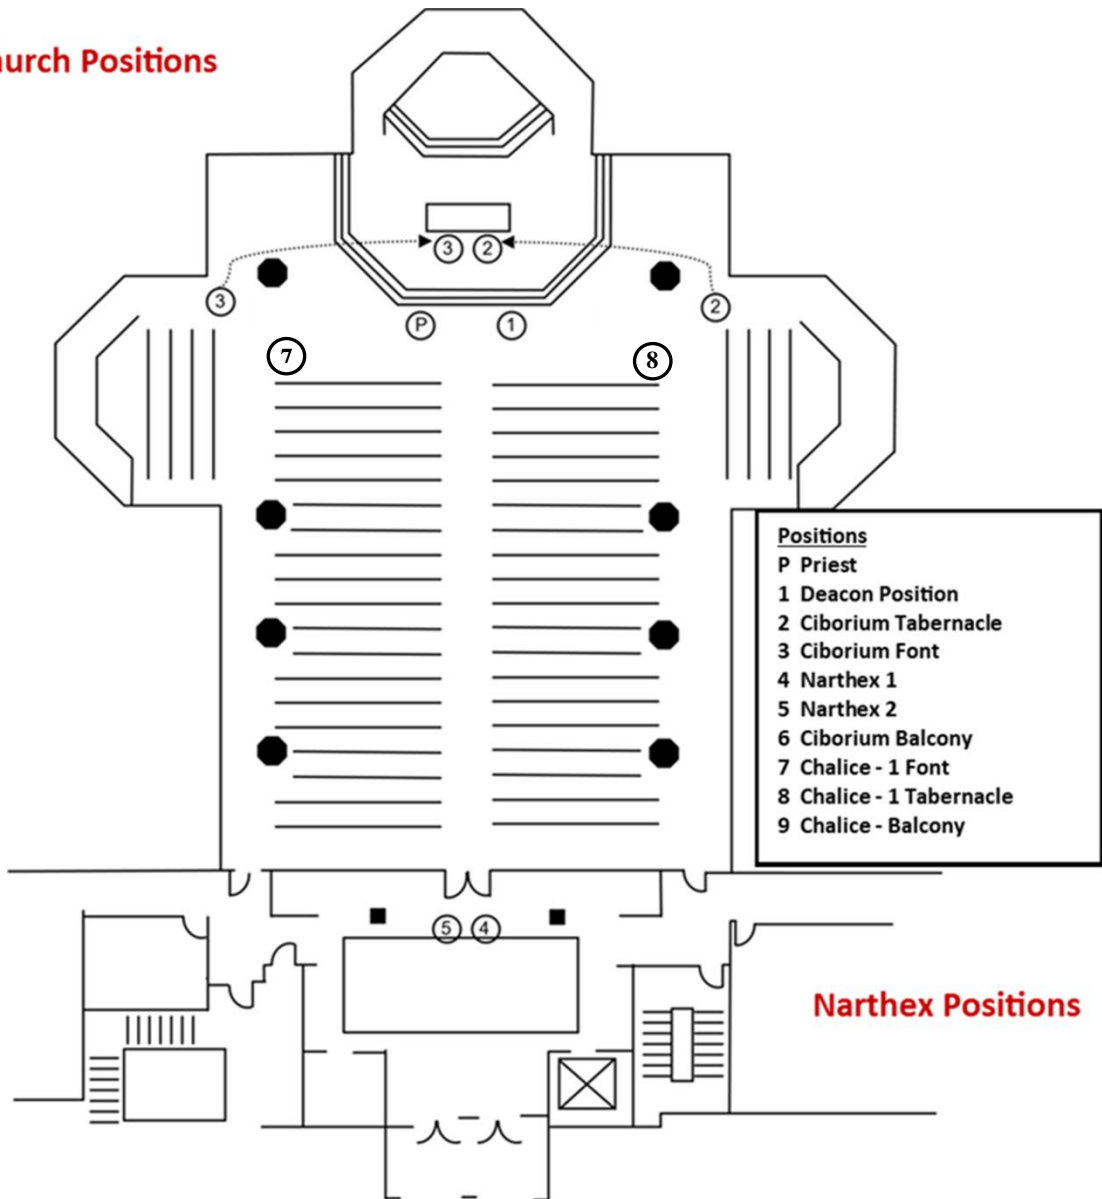 urch Positions
3 2
3 2
P 1
7 8
Positions
P Priest
1 Deacon Position
2 Ciborium Tabernacle
3 Ciborium Font
4 Narthex 1
5 Narthex 2
6 Ciborium Balcony
7 Chalice - 1 Font
8 Chalice - 1 Tabernacle
9 Chalice - Balcony
5 4
Narthex Positions